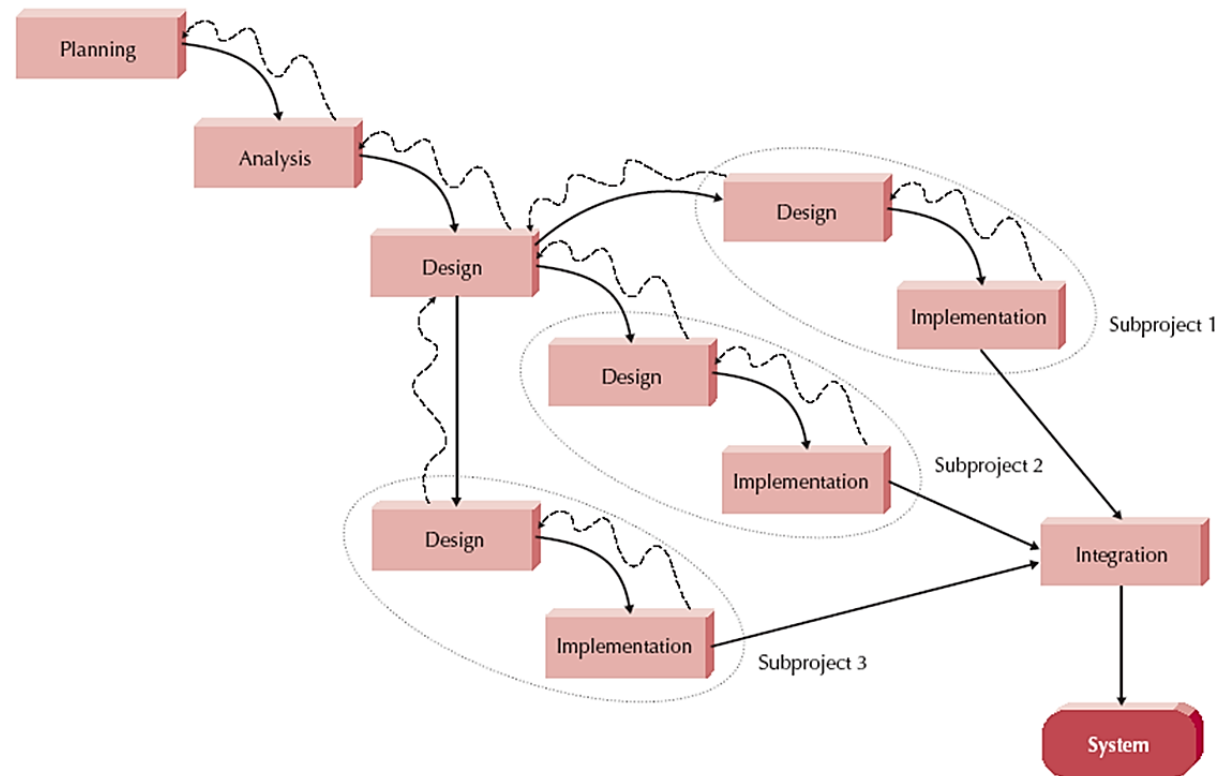 Planning
Analysis
Design
Design
Implementation
Subproject 1
Design
Implementation
Subproject 2
Design
Implementation
Subproject 3
Integration
System